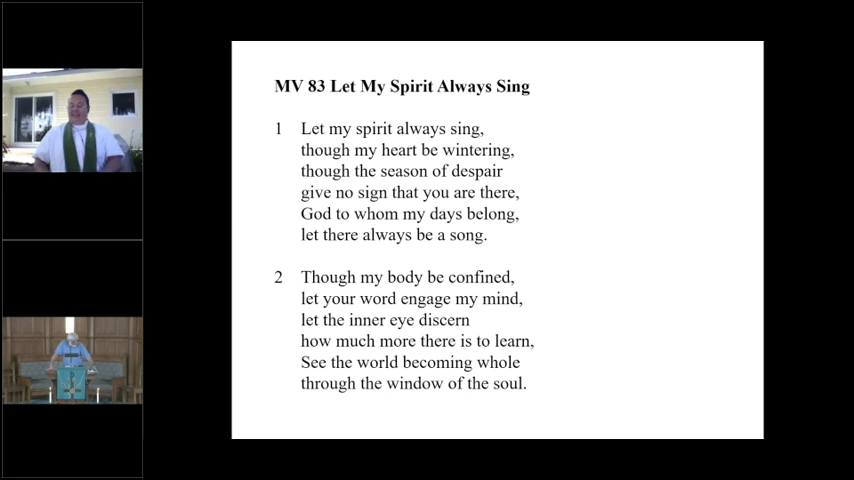 MV 83 Let My Spirit Always Sing
1 Let my spirit always sing,
though my heart be wintering,
though the season of despair
give no sign that you are there,
God to whom my days belong,
let there always be a song.
2 Though my body be confined,
let your word engage my mind,
let the inner eye discern
how much more there is to learn,
See the world becoming whole
through the window of the soul.